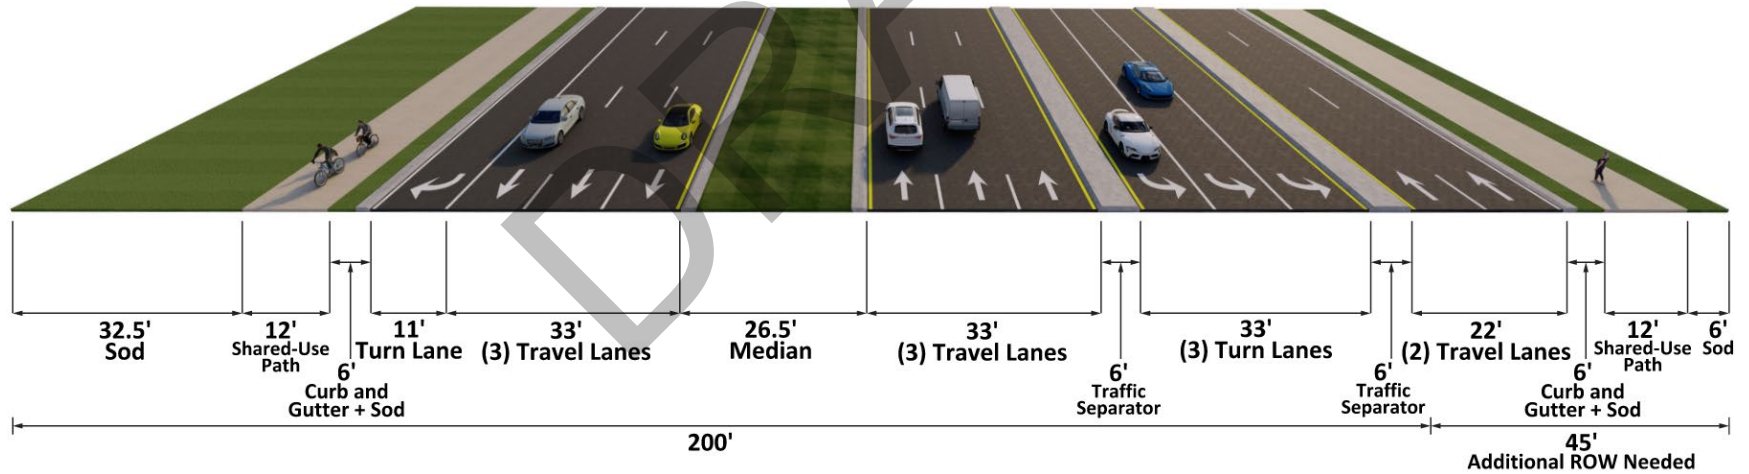 32.5'
Sod
12'
Shared-Use
Path
6'
Curb and
Gutter + Sod
11'
Turn Lane
33'
(3) Travel Lanes
26.5'
Median
33'
(3) Travel Lanes
6'
Traffic
Separator
33'
(3) Turn Lanes
6'
Traffic
Separator
22'
(2) Travel Lanes
6'
Curb and
Gutter + Sod
12'
Shared-Use
Path
6'
Sod
200'
45'
Additional ROW Needed
DRA